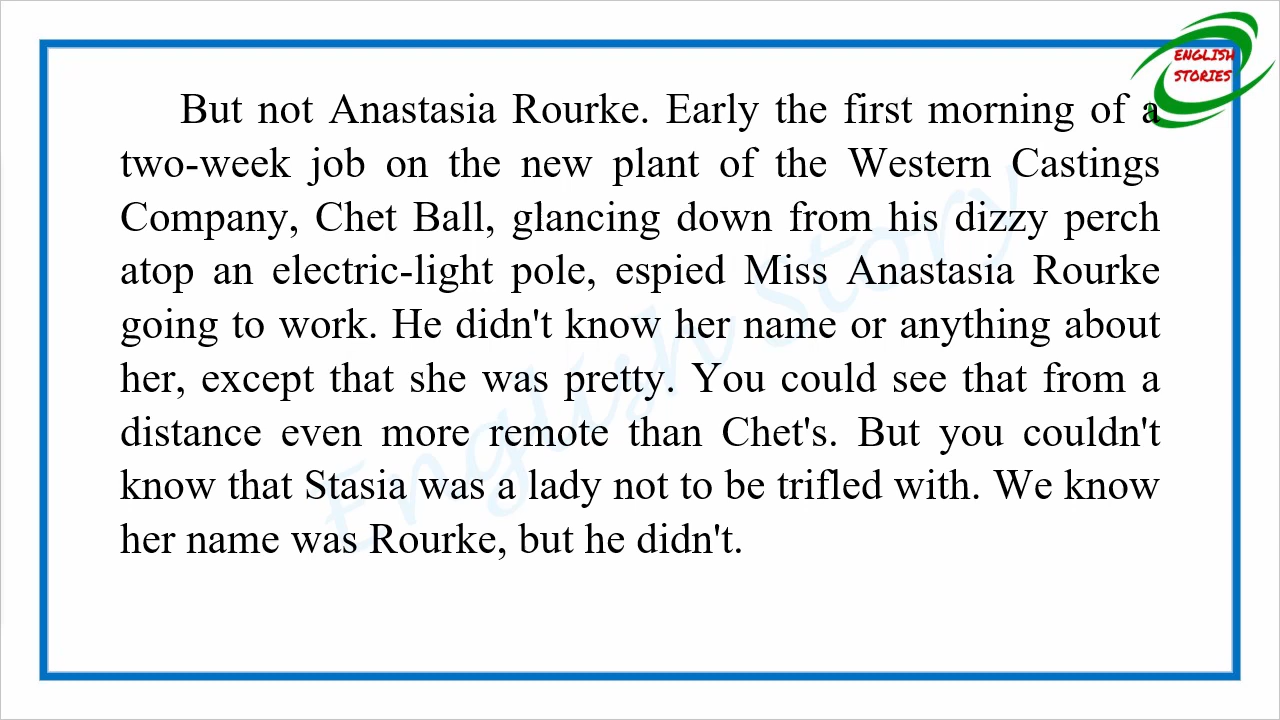 ENGLISH
STORIES
But not Anastasia Rourke. Early the first morning of a
two-week job on the new plant of the Western Castings
Company, Chet Ball, glancing down from his dizzy perch
atop an electric-light pole, espied Miss Anastasia Rourke
going to work. He didn't know her name or anything about
her, except that she was pretty. You could see that from a
distance even more remote than Chet's. But you couldn't
know that Stasia was a lady not to be trifled with. We know
her name was Rourke, but he didn't.
English Story